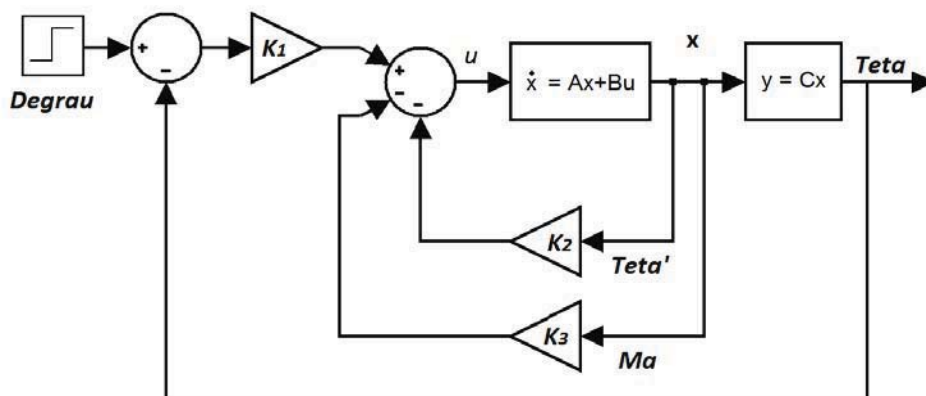 Degrau
+
-
K1
+
-
-
u
ẋ = Ax+Bu
x
y = Cx
Teta
K2
Teta'
K3
Ma